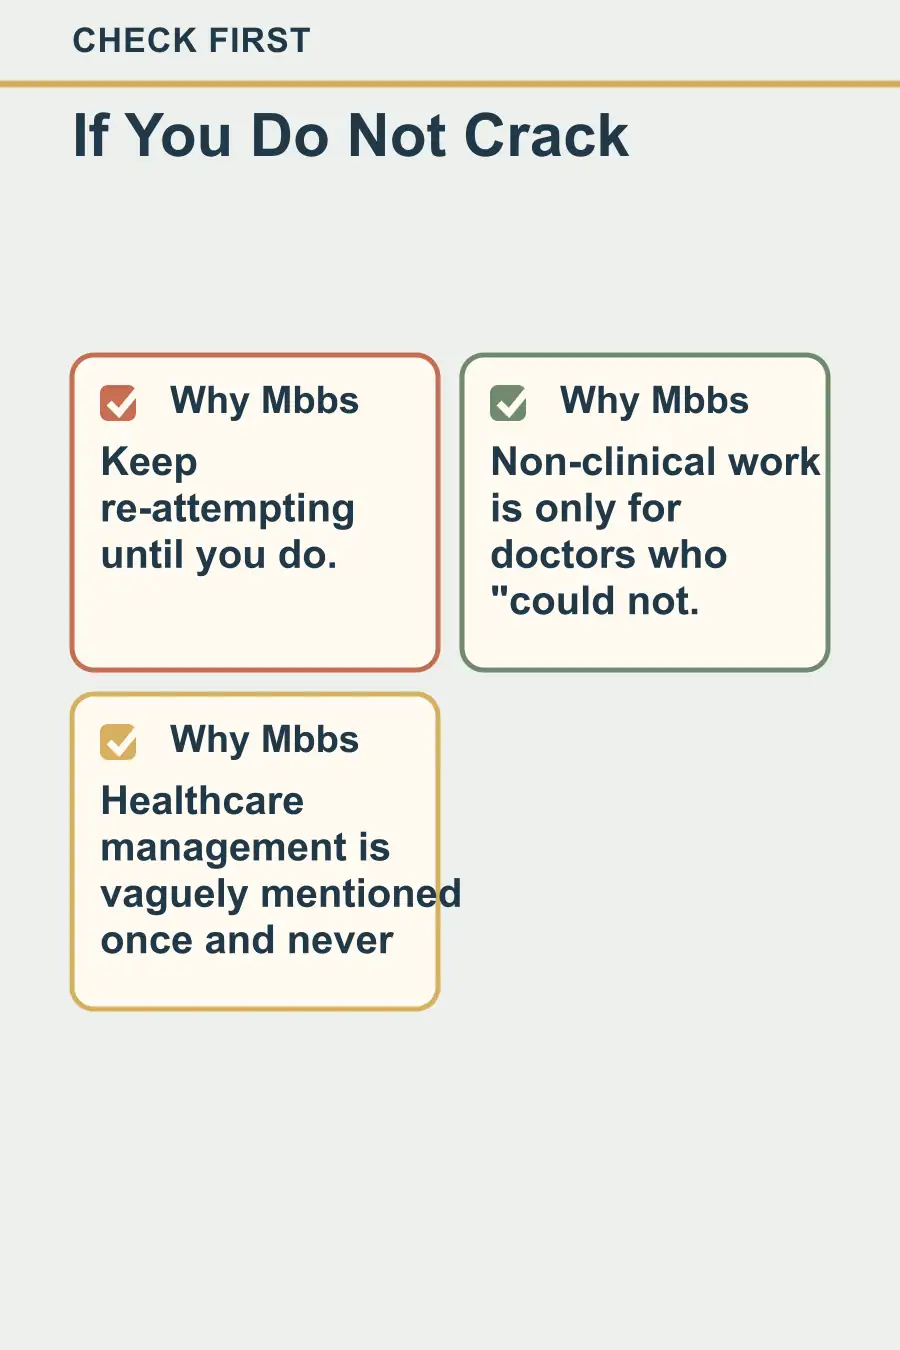 CHECK FIRST
If You Do Not Crack
Why Mbbs
Keep
re-attempting
until you do.
Why Mbbs
Non-clinical work
is only for
doctors who
"could not.
Why Mbbs
Healthcare
management is
vaguely mentioned
once and never